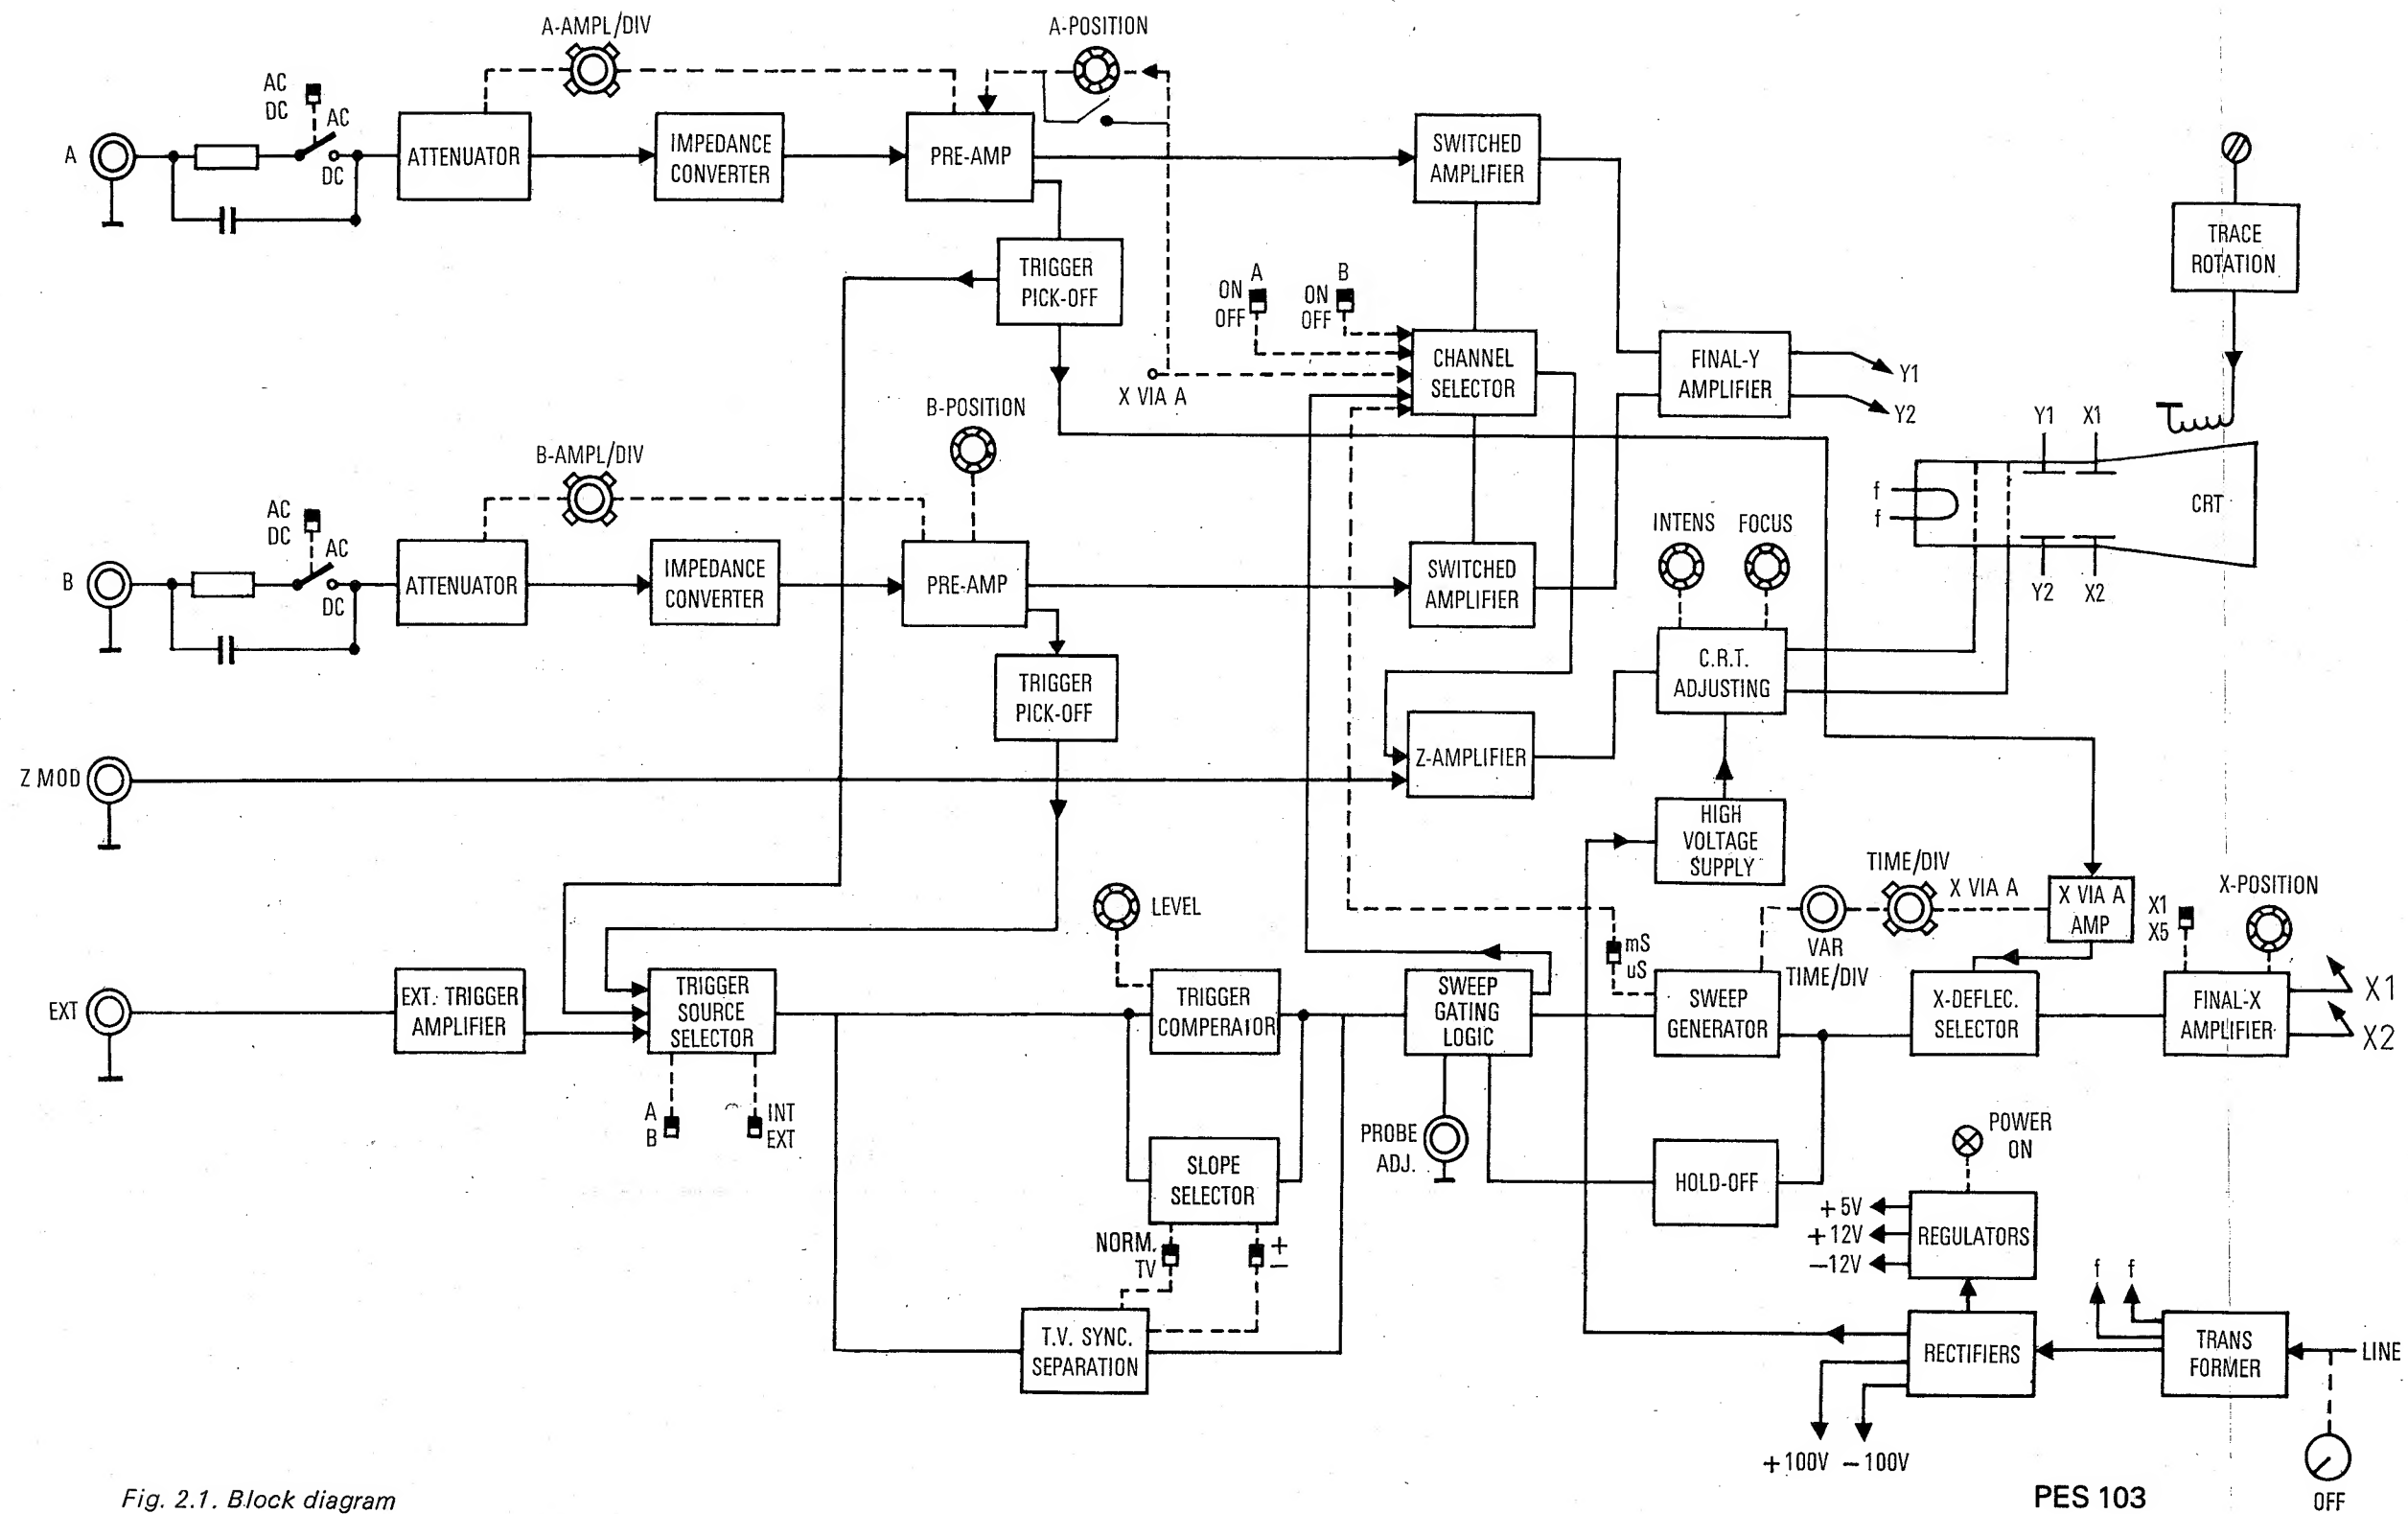 A-AMPL/DIV
A-POSITION
AC
DC
AC
DC
A
ATTENUATOR
IMPEDANCE
CONVERTER
PRE-AMP
SWITCHED
AMPLIFIER
TRACE
ROTATION
TRIGGER
PICK-OFF
A
ON
OFF
B
ON
OFF
X VIA A
CHANNEL
SELECTOR
FINAL-Y
AMPLIFIER
Y1
Y2
B-POSITION
B-AMPL/DIV
Y1
X1
f
f
CRT
Y2
X2
AC
DC
AC
DC
B
ATTENUATOR
IMPEDANCE
CONVERTER
PRE-AMP
SWITCHED
AMPLIFIER
INTENS
FOCUS
C.R.T.
ADJUSTING
TRIGGER
PICK-OFF
Z MOD
Z-AMPLIFIER
HIGH
VOLTAGE
SUPPLY
LEVEL
TIME/DIV
X VIA A
X VIA A
AMP
X1
X5
X-POSITION
VAR
TIME/DIV
mS
uS
EXT
EXT. TRIGGER
AMPLIFIER
TRIGGER
SOURCE
SELECTOR
TRIGGER
COMPERATOR
SWEEP
GATING
LOGIC
SWEEP
GENERATOR
X-DEFLEC.
SELECTOR
FINAL-X
AMPLIFIER
X1
X2
A
B
INT
EXT
SLOPE
SELECTOR
PROBE
ADJ.
HOLD-OFF
POWER
ON
NORM.
TV
+
−
+5V
+12V
−12V
REGULATORS
T.V. SYNC.
SEPARATION
f
f
RECTIFIERS
TRANS
FORMER
LINE
+100V
−100V
OFF
Fig. 2.1. Block diagram
PES 103